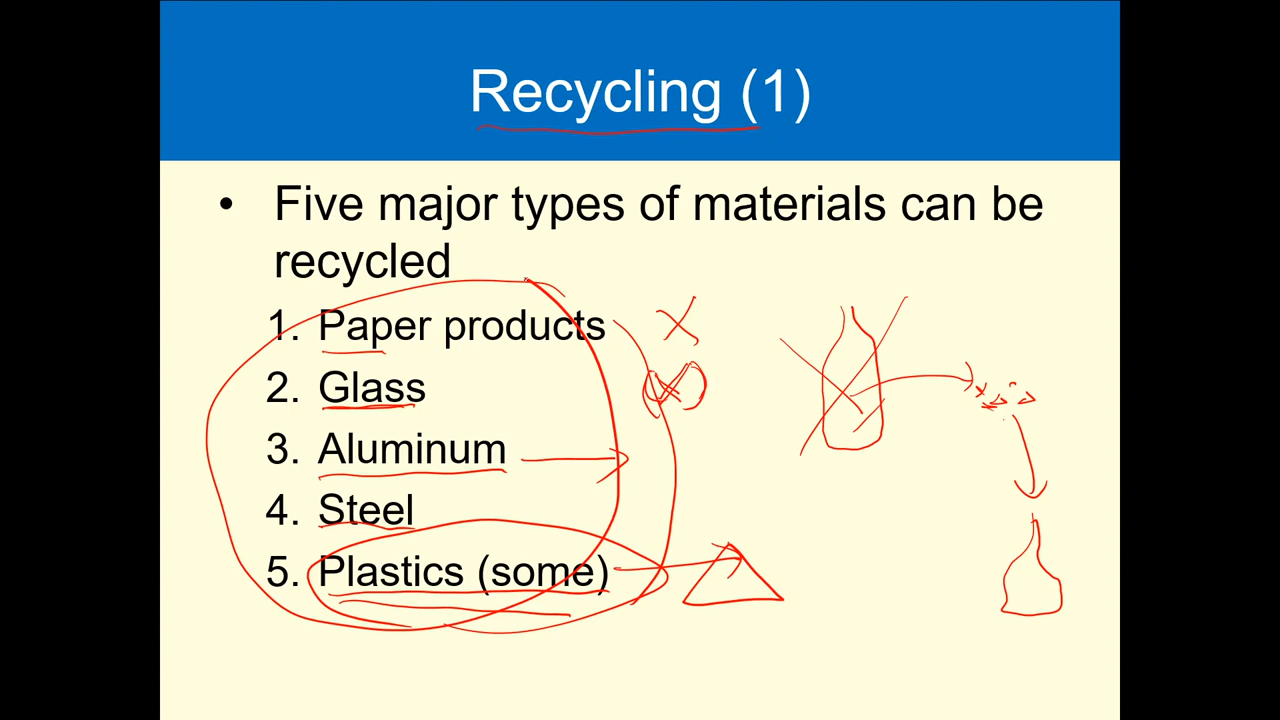 Recycling (1)
• Five major types of materials can be
recycled
1. Paper products
2. Glass
3. Aluminum
4. Steel
5. Plastics (some)